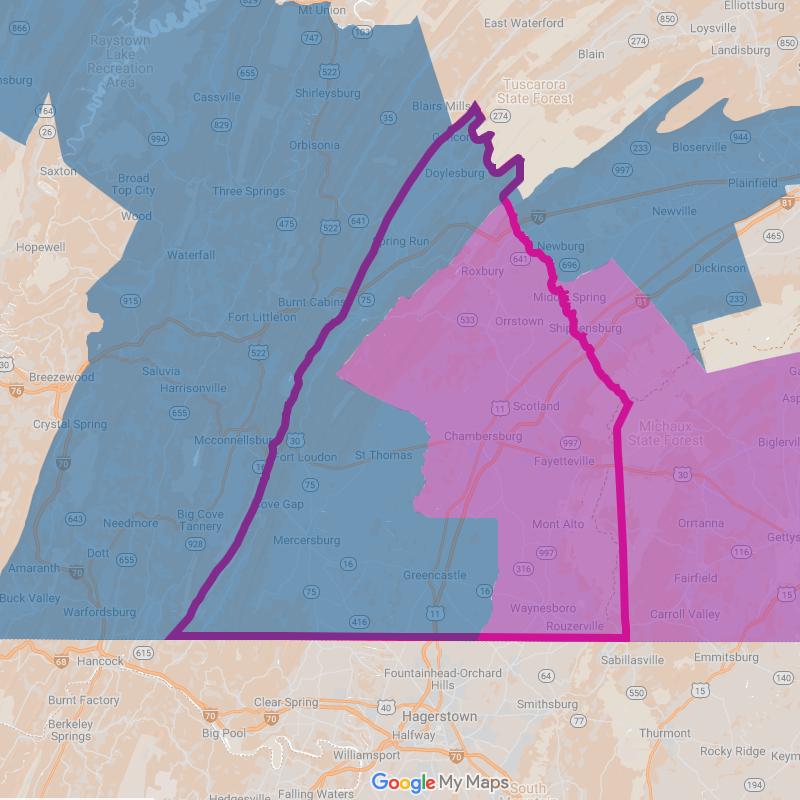 829
Mt Union
103
East Waterford
850
Elliottsburg
866
Raystown
Lake
Recreation
Area
747
274
Loysville
850
Landisburg
Blain
522
655
Shirleysburg
Tuscarora
State Forest
Cassville
Blairs Mills
274
164
26
829
35
994
Orbisonia
944
Bloserville
233
Saxton
Doylesburg
997
Broad
Top City
Three Springs
Plainfield
Wood
475
522
641
76
Newville
81
Spring Run
Newburg
465
Hopewell
Waterfall
641
696
Roxbury
Dickinson
915
Burnt Cabins
75
Middle Spring
81
233
Fort Littleton
533
Orrstown
Shippensburg
522
30
Breezewood
Saluvia
76
Harrisonville
655
11
Scotland
Crystal Spring
Michaux
State Forest
Mcconnellsburg
30
Chambersburg
997
Biglerville
Fort Loudon
St Thomas
70
16
Fayetteville
30
75
Cove Gap
643
Needmore
Big Cove
Tannery
Mont Alto
Orrtanna
928
Mercersburg
Dott
655
997
116
Amaranth
70
16
316
Greencastle
Fairfield
16
75
Buck Valley
Warfordsburg
11
Waynesboro
15
Carroll Valley
416
Rouzerville
615
68
Hancock
Sabillasville
Emmitsburg
Fountainhead-Orchard
Hills
64
140
Burnt Factory
Clear Spring
40
550
15
Smithsburg
Berkeley
Springs
70
70
Hagerstown
77
Big Pool
Halfway
Thurmont
Williamsport
70
Rocky Ridge
Google My Maps
South
194
Hedgesville
Falling Waters